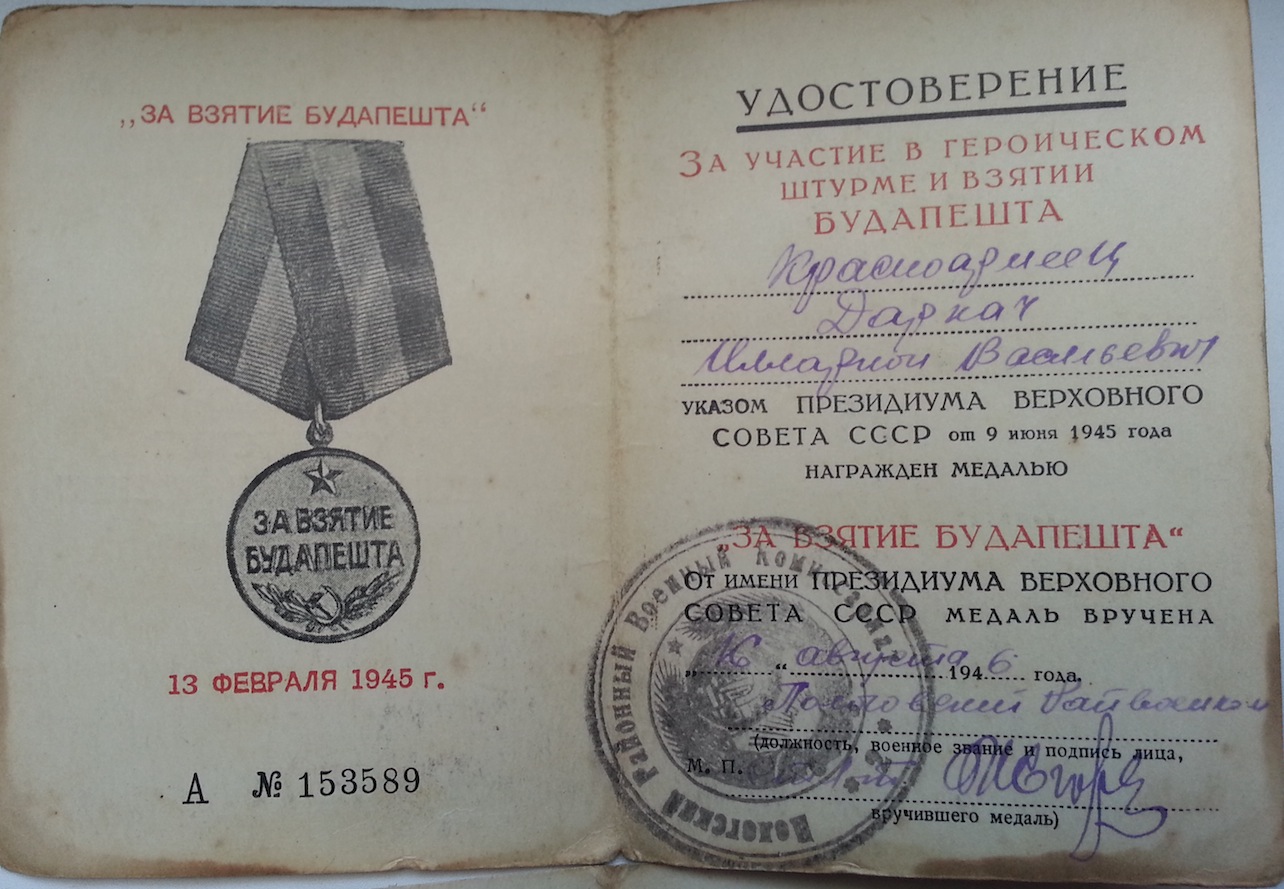 „ЗА ВЗЯТИЕ БУДАПЕШТА“
ЗА ВЗЯТИЕ
БУДАПЕШТА
13 ФЕВРАЛЯ 1945 г.
А № 153589
УДОСТОВЕРЕНИЕ
ЗА УЧАСТИЕ В ГЕРОИЧЕСКОМ
ШТУРМЕ И ВЗЯТИИ
БУДАПЕШТА
Красноармеец
Даркач
Илларион Васильевич
УКАЗОМ ПРЕЗИДИУМА ВЕРХОВНОГО
СОВЕТА СССР от 9 июня 1945 года
НАГРАЖДЕН МЕДАЛЬЮ
„ЗА ВЗЯТИЕ БУДАПЕШТА“
ОТ ИМЕНИ ПРЕЗИДИУМА ВЕРХОВНОГО
СОВЕТА СССР МЕДАЛЬ ВРУЧЕНА
„16“ августа 1946 года.
Райвоенком
(должность, военное звание и подпись лица,
М. П.
вручившего медаль)
Районный Военный Комиссариат